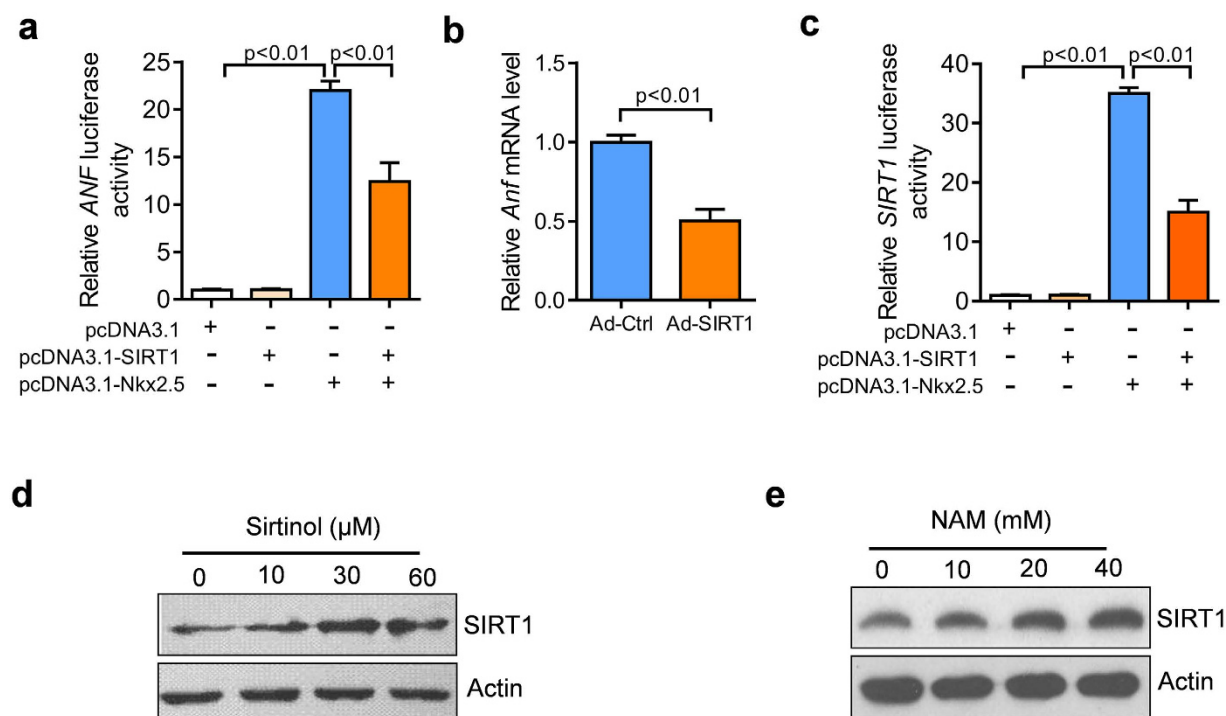 a
p<0.01
p<0.01
Relative ANF luciferase
activity
25
20
15
10
5
0
pcDNA3.1 + - - -
pcDNA3.1-SIRT1 - + - +
pcDNA3.1-Nkx2.5 - - + +
b
p<0.01
Relative Anf mRNA level
1.5
1.0
0.5
0.0
Ad-Ctrl Ad-SIRT1
c
p<0.01
p<0.01
Relative SIRT1 luciferase
activity
40
30
20
10
0
pcDNA3.1 + - - -
pcDNA3.1-SIRT1 - + - +
pcDNA3.1-Nkx2.5 - - + +
d
Sirtinol (µM)
0 10 30 60
SIRT1
Actin
e
NAM (mM)
0 10 20 40
SIRT1
Actin